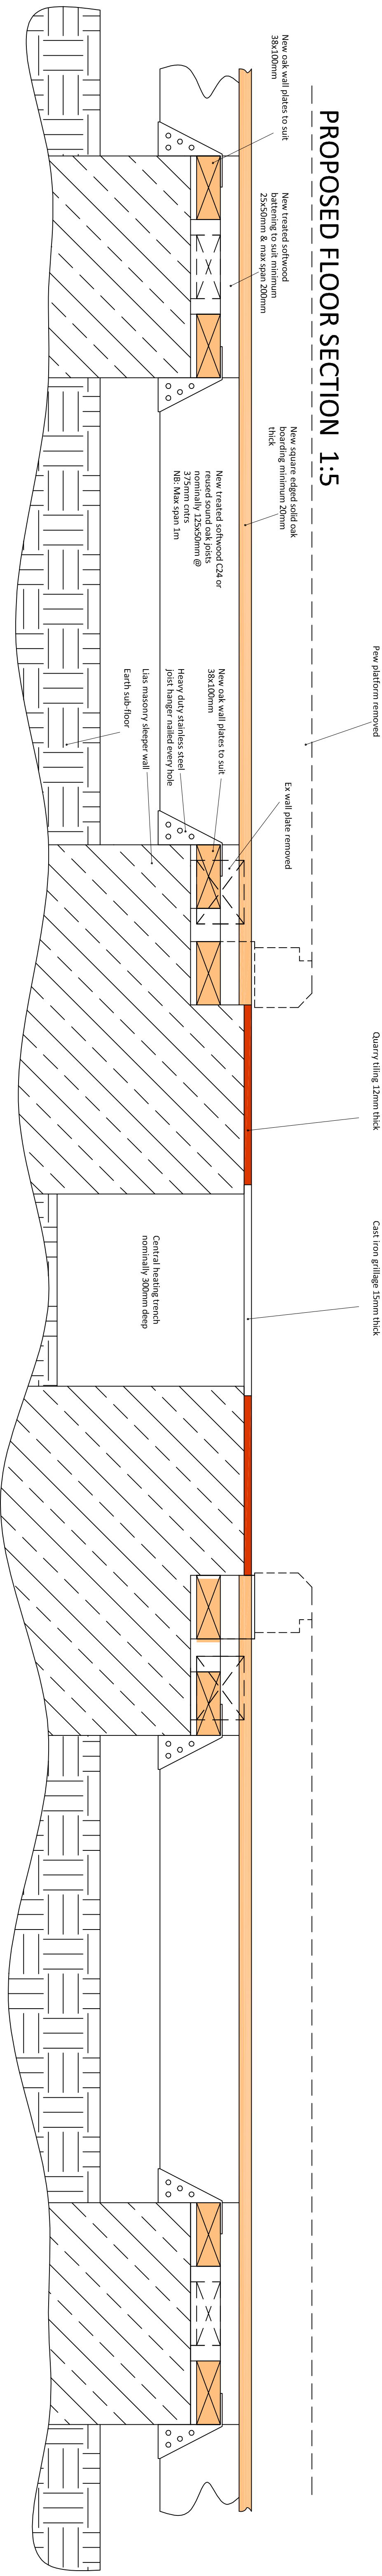 PROPOSED FLOOR SECTION 1:5
New oak wall plates to suit
38x100mm
New treated softwood
battening to suit minimum
25x50mm & max span 200mm
New square edged solid oak
boarding minimum 20mm
thick
New treated softwood C24 or
reused sound oak joists
nominally 125x50mm @
375mm cntrs
NB: Max span 1m
Pew platform removed
Ex wall plate removed
New oak wall plates to suit
38x100mm
Heavy duty stainless steel
joist hanger nailed every hole
Lias masonry sleeper wall
Earth sub-floor
Quarry tiling 12mm thick
Cast iron grillage 15mm thick
Central heating trench
nominally 300mm deep